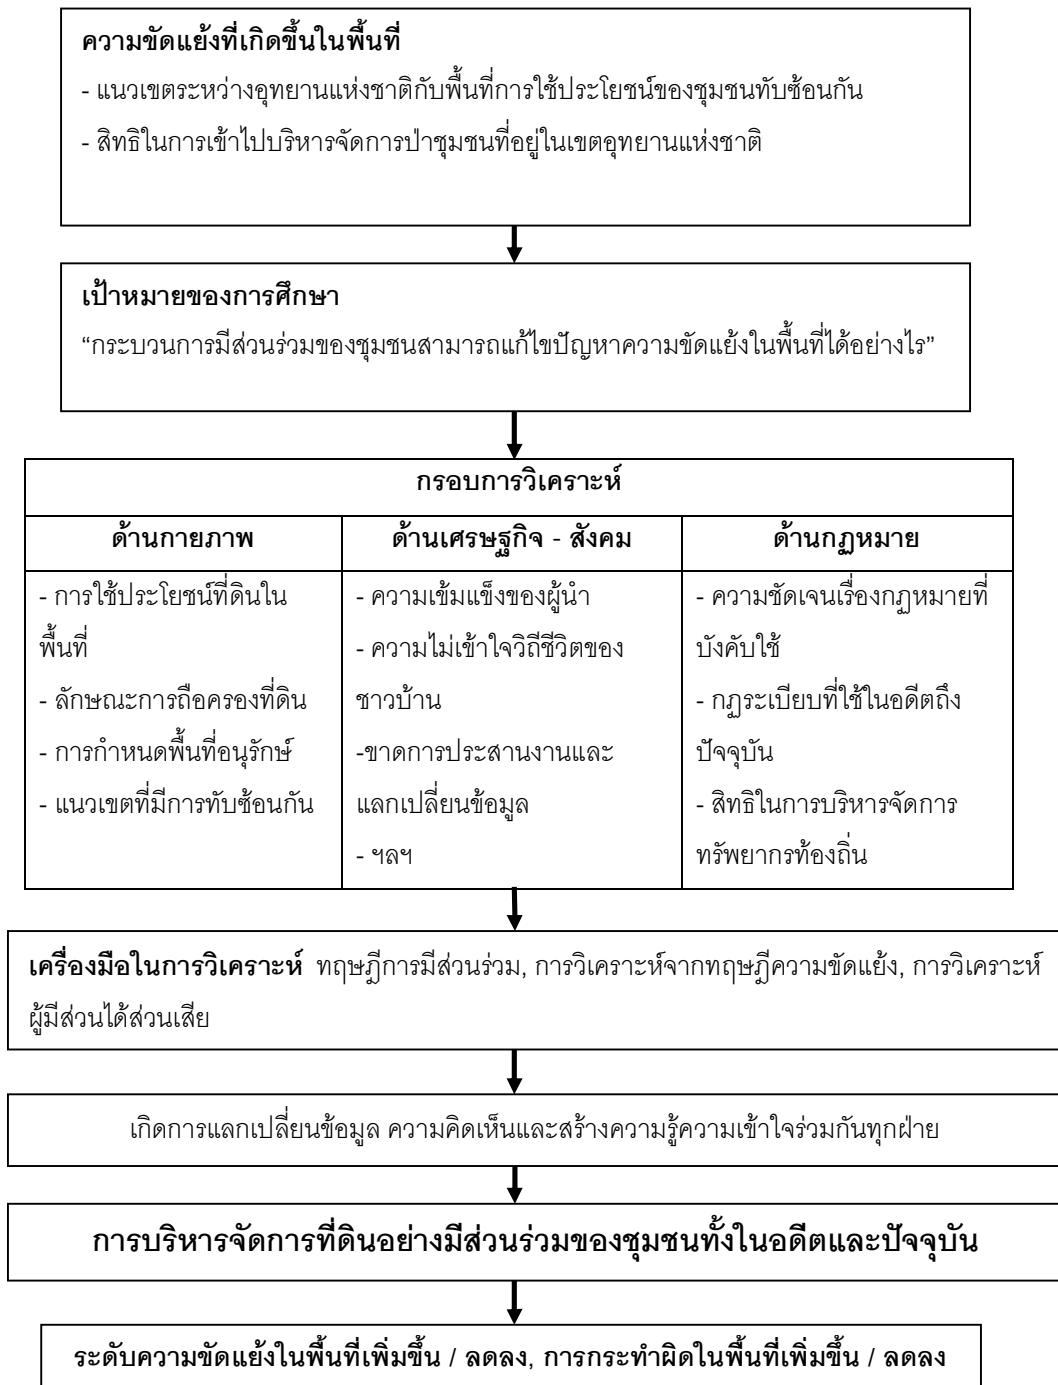 ความขัดแย้งที่เกิดขึ้นในพื้นที่
- แนวเขตระหว่างอุทยานแห่งชาติกับพื้นที่การใช้ประโยชน์ของชุมชนทับซ้อนกัน
- สิทธิในการเข้าไปบริหารจัดการป่าชุมชนที่อยู่ในเขตอุทยานแห่งชาติ
เป้าหมายของการศึกษา
“กระบวนการมีส่วนร่วมของชุมชนสามารถแก้ไขปัญหาความขัดแย้งในพื้นที่ได้อย่างไร”
กรอบการวิเคราะห์
ด้านกายภาพ
- การใช้ประโยชน์ที่ดินใน
พื้นที่
- ลักษณะการถือครองที่ดิน
- การกำหนดพื้นที่อนุรักษ์
- แนวเขตที่มีการทับซ้อนกัน
ด้านเศรษฐกิจ - สังคม
- ความเข้มแข็งของผู้นำ
- ความไม่เข้าใจวิถีชีวิตของ
ชาวบ้าน
-ขาดการประสานงานและ
แลกเปลี่ยนข้อมูล
- ฯลฯ
ด้านกฎหมาย
- ความชัดเจนเรื่องกฎหมายที่
บังคับใช้
- กฎระเบียบที่ใช้ในอดีตถึง
ปัจจุบัน
- สิทธิในการบริหารจัดการ
ทรัพยากรท้องถิ่น
เครื่องมือในการวิเคราะห์ ทฤษฎีการมีส่วนร่วม, การวิเคราะห์จากทฤษฎีความขัดแย้ง, การวิเคราะห์
ผู้มีส่วนได้ส่วนเสีย
เกิดการแลกเปลี่ยนข้อมูล ความคิดเห็นและสร้างความรู้ความเข้าใจร่วมกันทุกฝ่าย
การบริหารจัดการที่ดินอย่างมีส่วนร่วมของชุมชนทั้งในอดีตและปัจจุบัน
ระดับความขัดแย้งในพื้นที่เพิ่มขึ้น / ลดลง, การกระทำผิดในพื้นที่เพิ่มขึ้น / ลดลง